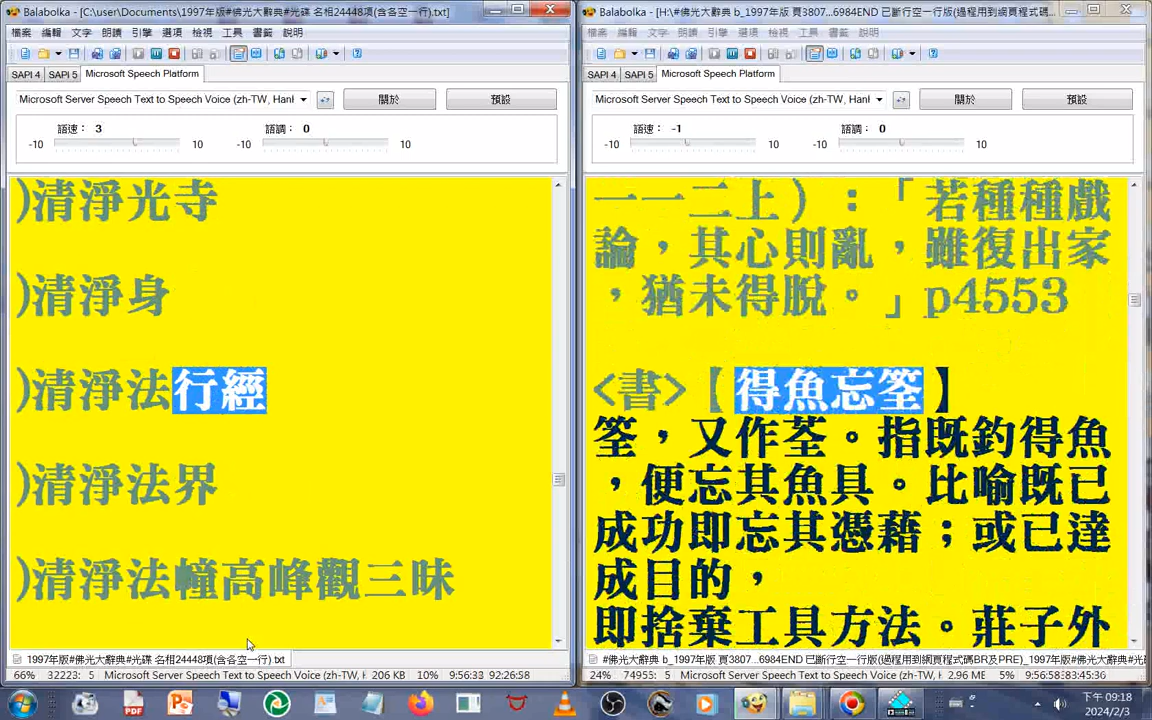 Balabolka - [C:\user\Documents\1997年版#佛光大辭典#光碟 名相24448項(含各空一行).txt]
檔案 編輯 文字 朗讀 引擎 選項 檢視 工具 書籤 說明
SAPI 4 SAPI 5 Microsoft Speech Platform
Microsoft Server Speech Text to Speech Voice (zh-TW, Hanl 關於 預設
語速： 3 語調： 0
-10 10 -10 10
)清淨光寺
)清淨身
)清淨法行經
)清淨法界
)清淨法幢高峰觀三昧
1997年版#佛光大辭典#光碟 名相24448項(含各空一行).txt
66% 32223: 5 Microsoft Server Speech Text to Speech Voice (zh-TW, H 206 KB 10% 9:56:33 92:26:58
Balabolka - [H:\#佛光大辭典 b_1997年版 頁3807...6984END 已斷行空一行版(過程用到網頁程式碼...
檔案 編輯 文字 朗讀 引擎 選項 檢視 工具 書籤 說明
SAPI 4 SAPI 5 Microsoft Speech Platform
Microsoft Server Speech Text to Speech Voice (zh-TW, Hanl 關於 預設
語速： -1 語調： 0
-10 10 -10 10
一一二上）：「若種種戲
論，其心則亂，雖復出家
，猶未得脫。」p4553
<書>【得魚忘筌】
筌，又作荃。指既釣得魚
，便忘其魚具。比喻既已
成功即忘其憑藉；或已達
成目的，
即捨棄工具方法。莊子外
#佛光大辭典 b_1997年版 頁3807...6984END 已斷行空一行版(過程用到網頁程式碼BR及PRE)_1997年版#佛光
24% 74953: 5 Microsoft Server Speech Text to Speech Voice (zh-TW, H 2.96 MB 5% 9:56:58 83:45:36
下午 09:18
2024/2/3